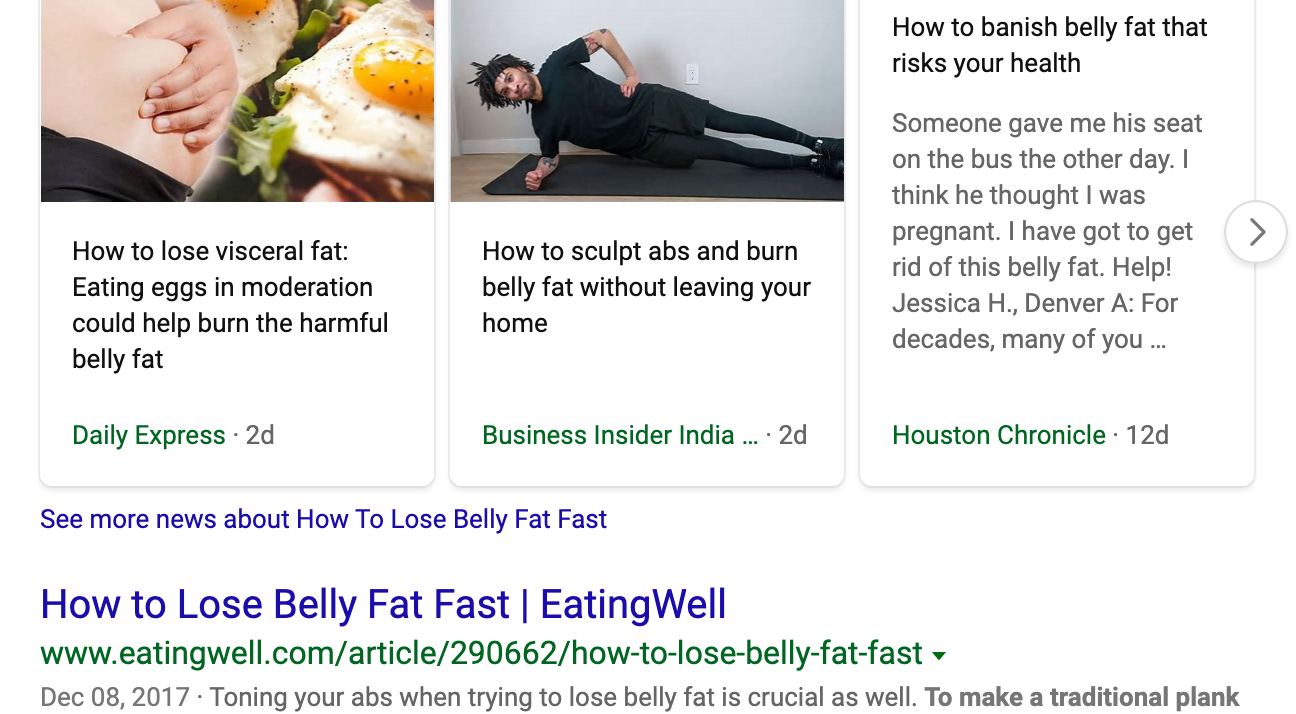 How to lose visceral fat:
Eating eggs in moderation
could help burn the harmful
belly fat
Daily Express · 2d
How to sculpt abs and burn
belly fat without leaving your
home
Business Insider India ... · 2d
How to banish belly fat that
risks your health
Someone gave me his seat
on the bus the other day. I
think he thought I was
pregnant. I have got to get
rid of this belly fat. Help!
Jessica H., Denver A: For
decades, many of you ...
Houston Chronicle · 12d
See more news about How To Lose Belly Fat Fast
How to Lose Belly Fat Fast | EatingWell
www.eatingwell.com/article/290662/how-to-lose-belly-fat-fast
Dec 08, 2017 · Toning your abs when trying to lose belly fat is crucial as well. To make a traditional plank